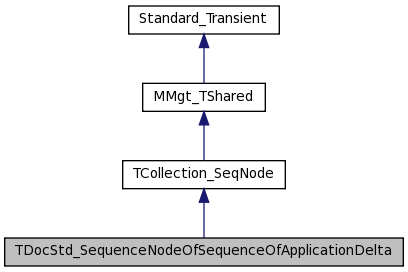 Standard_Transient
MMgt_TShared
TCollection_SeqNode
TDocStd_SequenceNodeOfSequenceOfApplicationDelta